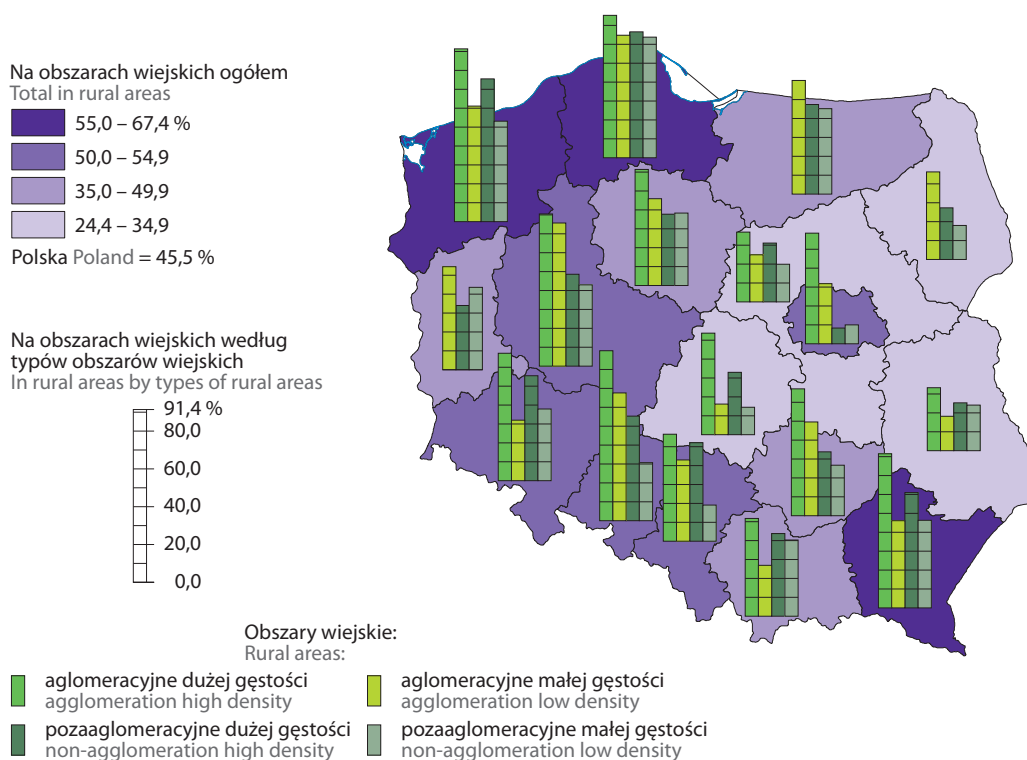 Na obszarach wiejskich ogółem
Total in rural areas
55,0 – 67,4 %
50,0 – 54,9
35,0 – 49,9
24,4 – 34,9
Polska Poland = 45,5 %
Na obszarach wiejskich według
typów obszarów wiejskich
In rural areas by types of rural areas
91,4 %
80,0
60,0
40,0
20,0
0,0
Obszary wiejskie:
Rural areas:
aglomeracyjne dużej gęstości
agglomeration high density
aglomeracyjne małej gęstości
agglomeration low density
pozaaglomeracyjne dużej gęstości
non-agglomeration high density
pozaaglomeracyjne małej gęstości
non-agglomeration low density